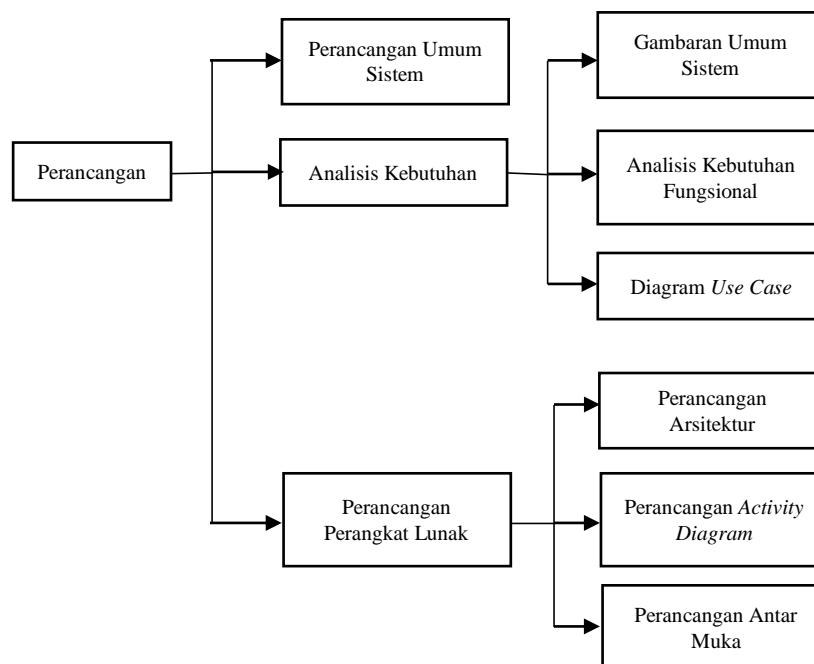 Perancangan
Perancangan Umum
Sistem
Analisis Kebutuhan
Gambaran Umum
Sistem
Analisis Kebutuhan
Fungsional
Diagram Use Case
Perancangan
Perangkat Lunak
Perancangan
Arsitektur
Perancangan Activity
Diagram
Perancangan Antar
Muka